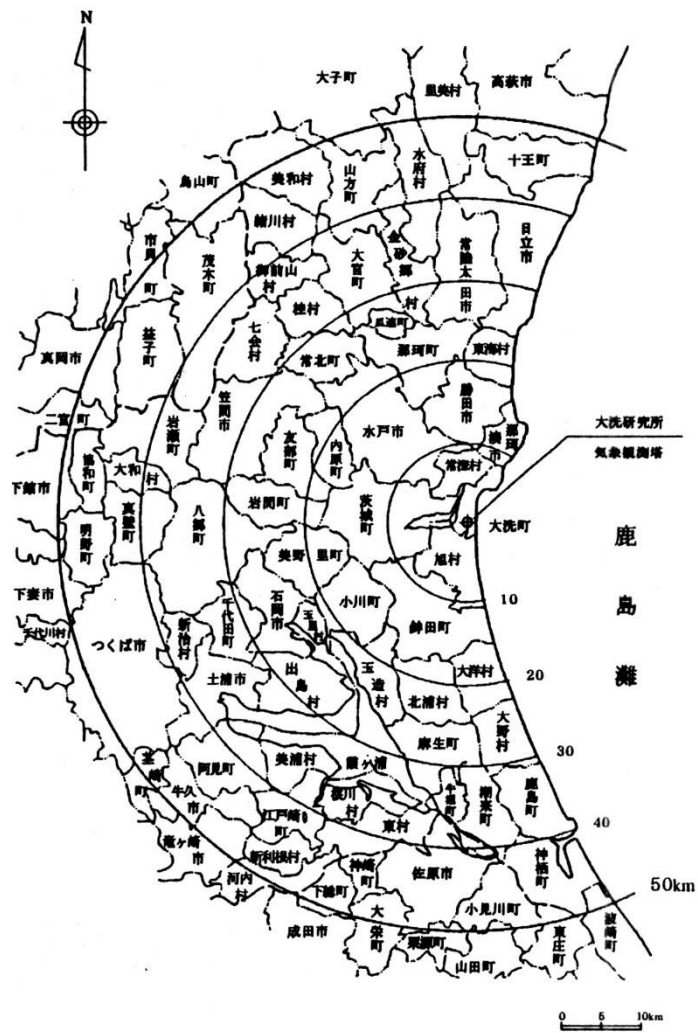 N
大子町
里美村
高萩市
十王町
水府村
山方町
美和村
烏山町
緒川村
金砂郷村
常陸太田市
日立市
市貝町
茂木町
御前山村
大宮町
桂村
七会村
瓜連町
那珂町
東海村
益子町
真岡市
常北町
勝田市
笠間市
二宮町
岩瀬町
友部町
内原町
水戸市
那珂湊市
常澄村
大洗研究所
気象観測塔
協和町
大和村
下館市
岩間町
茨城町
大洗町
真壁町
八郷町
明野町
美野里町
旭村
鹿島灘
下妻市
石岡市
小川町
千代川村
つくば市
新治村
千代田町
玉里村
鉾田町
10
土浦市
出島村
玉造村
北浦村
大洋村
20
麻生町
大野村
30
茎崎町
阿見町
美浦村
霞ヶ浦
牛久市
桜川村
牛堀町
潮来町
鹿島町
江戸崎町
東村
40
竜ヶ崎市
新利根村
神崎町
佐原市
神栖町
河内村
下総町
50km
小見川町
成田市
大栄町
栗源町
東庄町
波崎町
山田町
0 5 10km